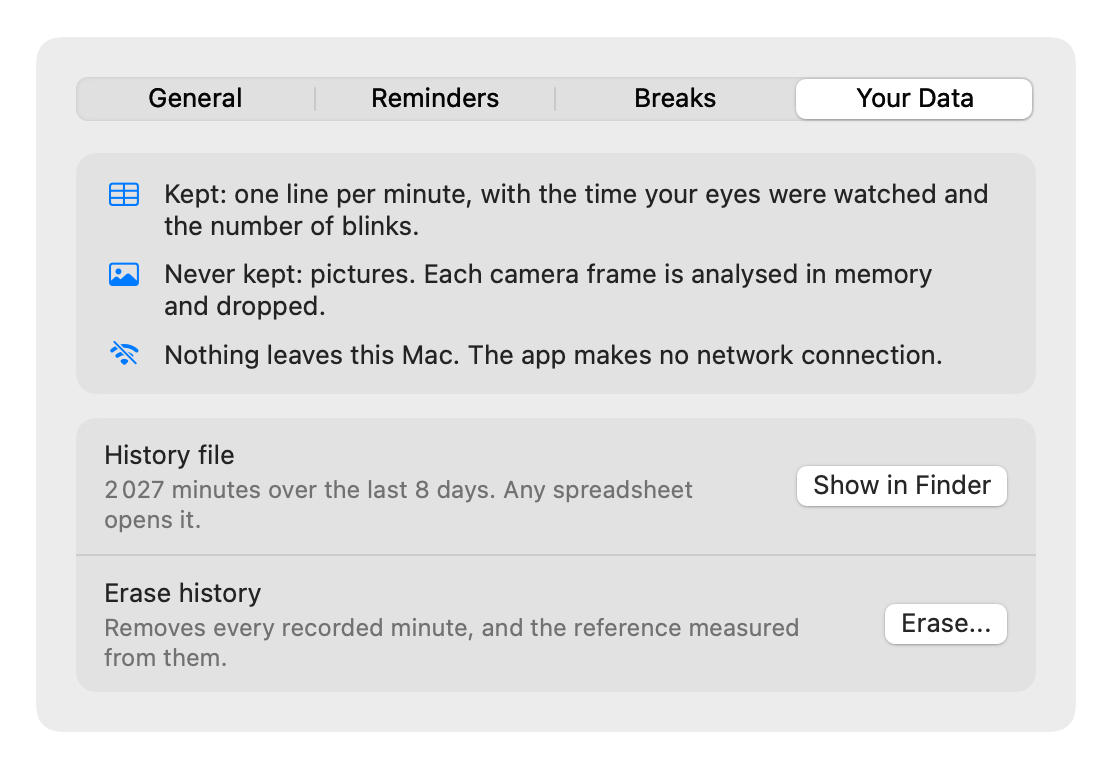 General
Reminders
Breaks
Your Data
Kept: one line per minute, with the time your eyes were watched and
the number of blinks.
Never kept: pictures. Each camera frame is analysed in memory
and dropped.
Nothing leaves this Mac. The app makes no network connection.
History file
2 027 minutes over the last 8 days. Any spreadsheet
opens it.
Show in Finder
Erase history
Removes every recorded minute, and the reference measured
from them.
Erase...